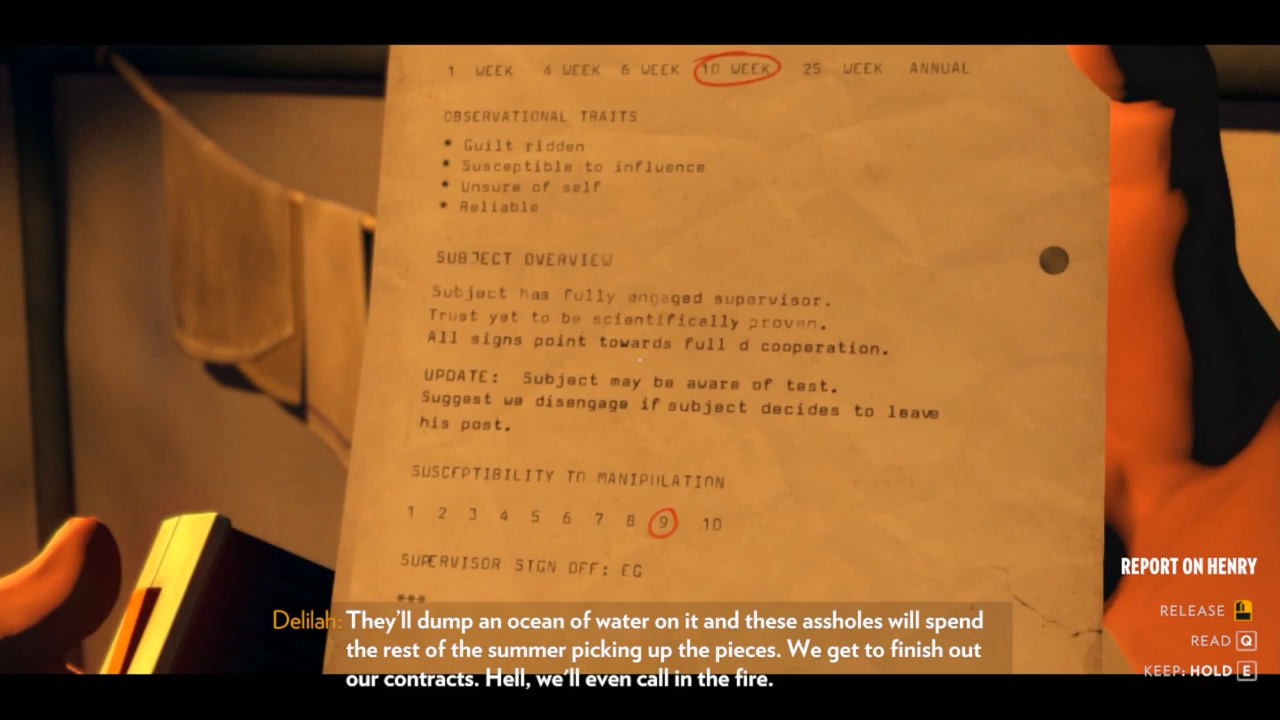 1 WEEK 4 WEEK 6 WEEK 10 WEEK 25 WEEK ANNUAL
OBSERVATIONAL TRAITS
* Guilt ridden
* Susceptible to influence
* Unsure of self
* Reliable
SUBJECT OVERVIEW
Subject has fully engaged supervisor.
Trust yet to be scientifically proven.
All signs point towards full d cooperation.
UPDATE: Subject may be aware of test.
Suggest we disengage if subject decides to leave
his post.
SUSCEPTIBILITY TO MANIPULATION
1 2 3 4 5 6 7 8 9 10
SUPERVISOR SIGN OFF: EG
***
Delilah: They'll dump an ocean of water on it and these assholes will spend
the rest of the summer picking up the pieces. We get to finish out
our contracts. Hell, we'll even call in the fire.
REPORT ON HENRY
RELEASE
READ Q
KEEP: HOLD E